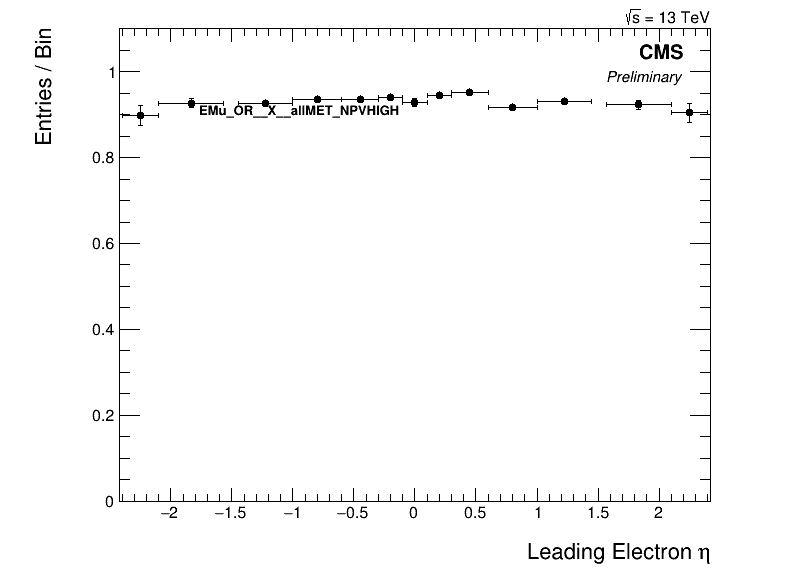 √s = 13 TeV
CMS
Preliminary
Entries / Bin
EMu_OR__X__allMET_NPVHIGH
1
0.8
0.6
0.4
0.2
0
−2 −1.5 −1 −0.5 0 0.5 1 1.5 2
Leading Electron η